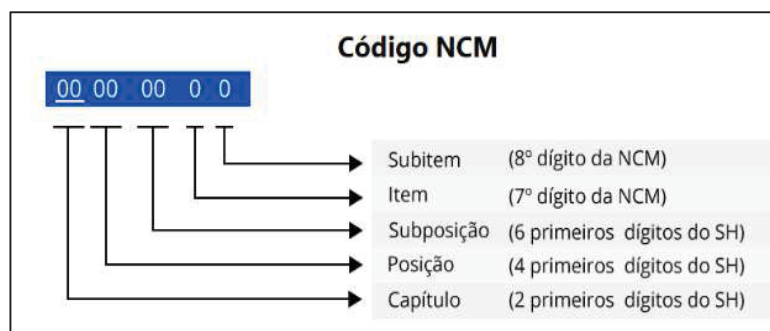 Código NCM
00 00 00 0 0
Subitem (8º dígito da NCM)
Item (7º dígito da NCM)
Subposição (6 primeiros dígitos do SH)
Posição (4 primeiros dígitos do SH)
Capítulo (2 primeiros dígitos do SH)